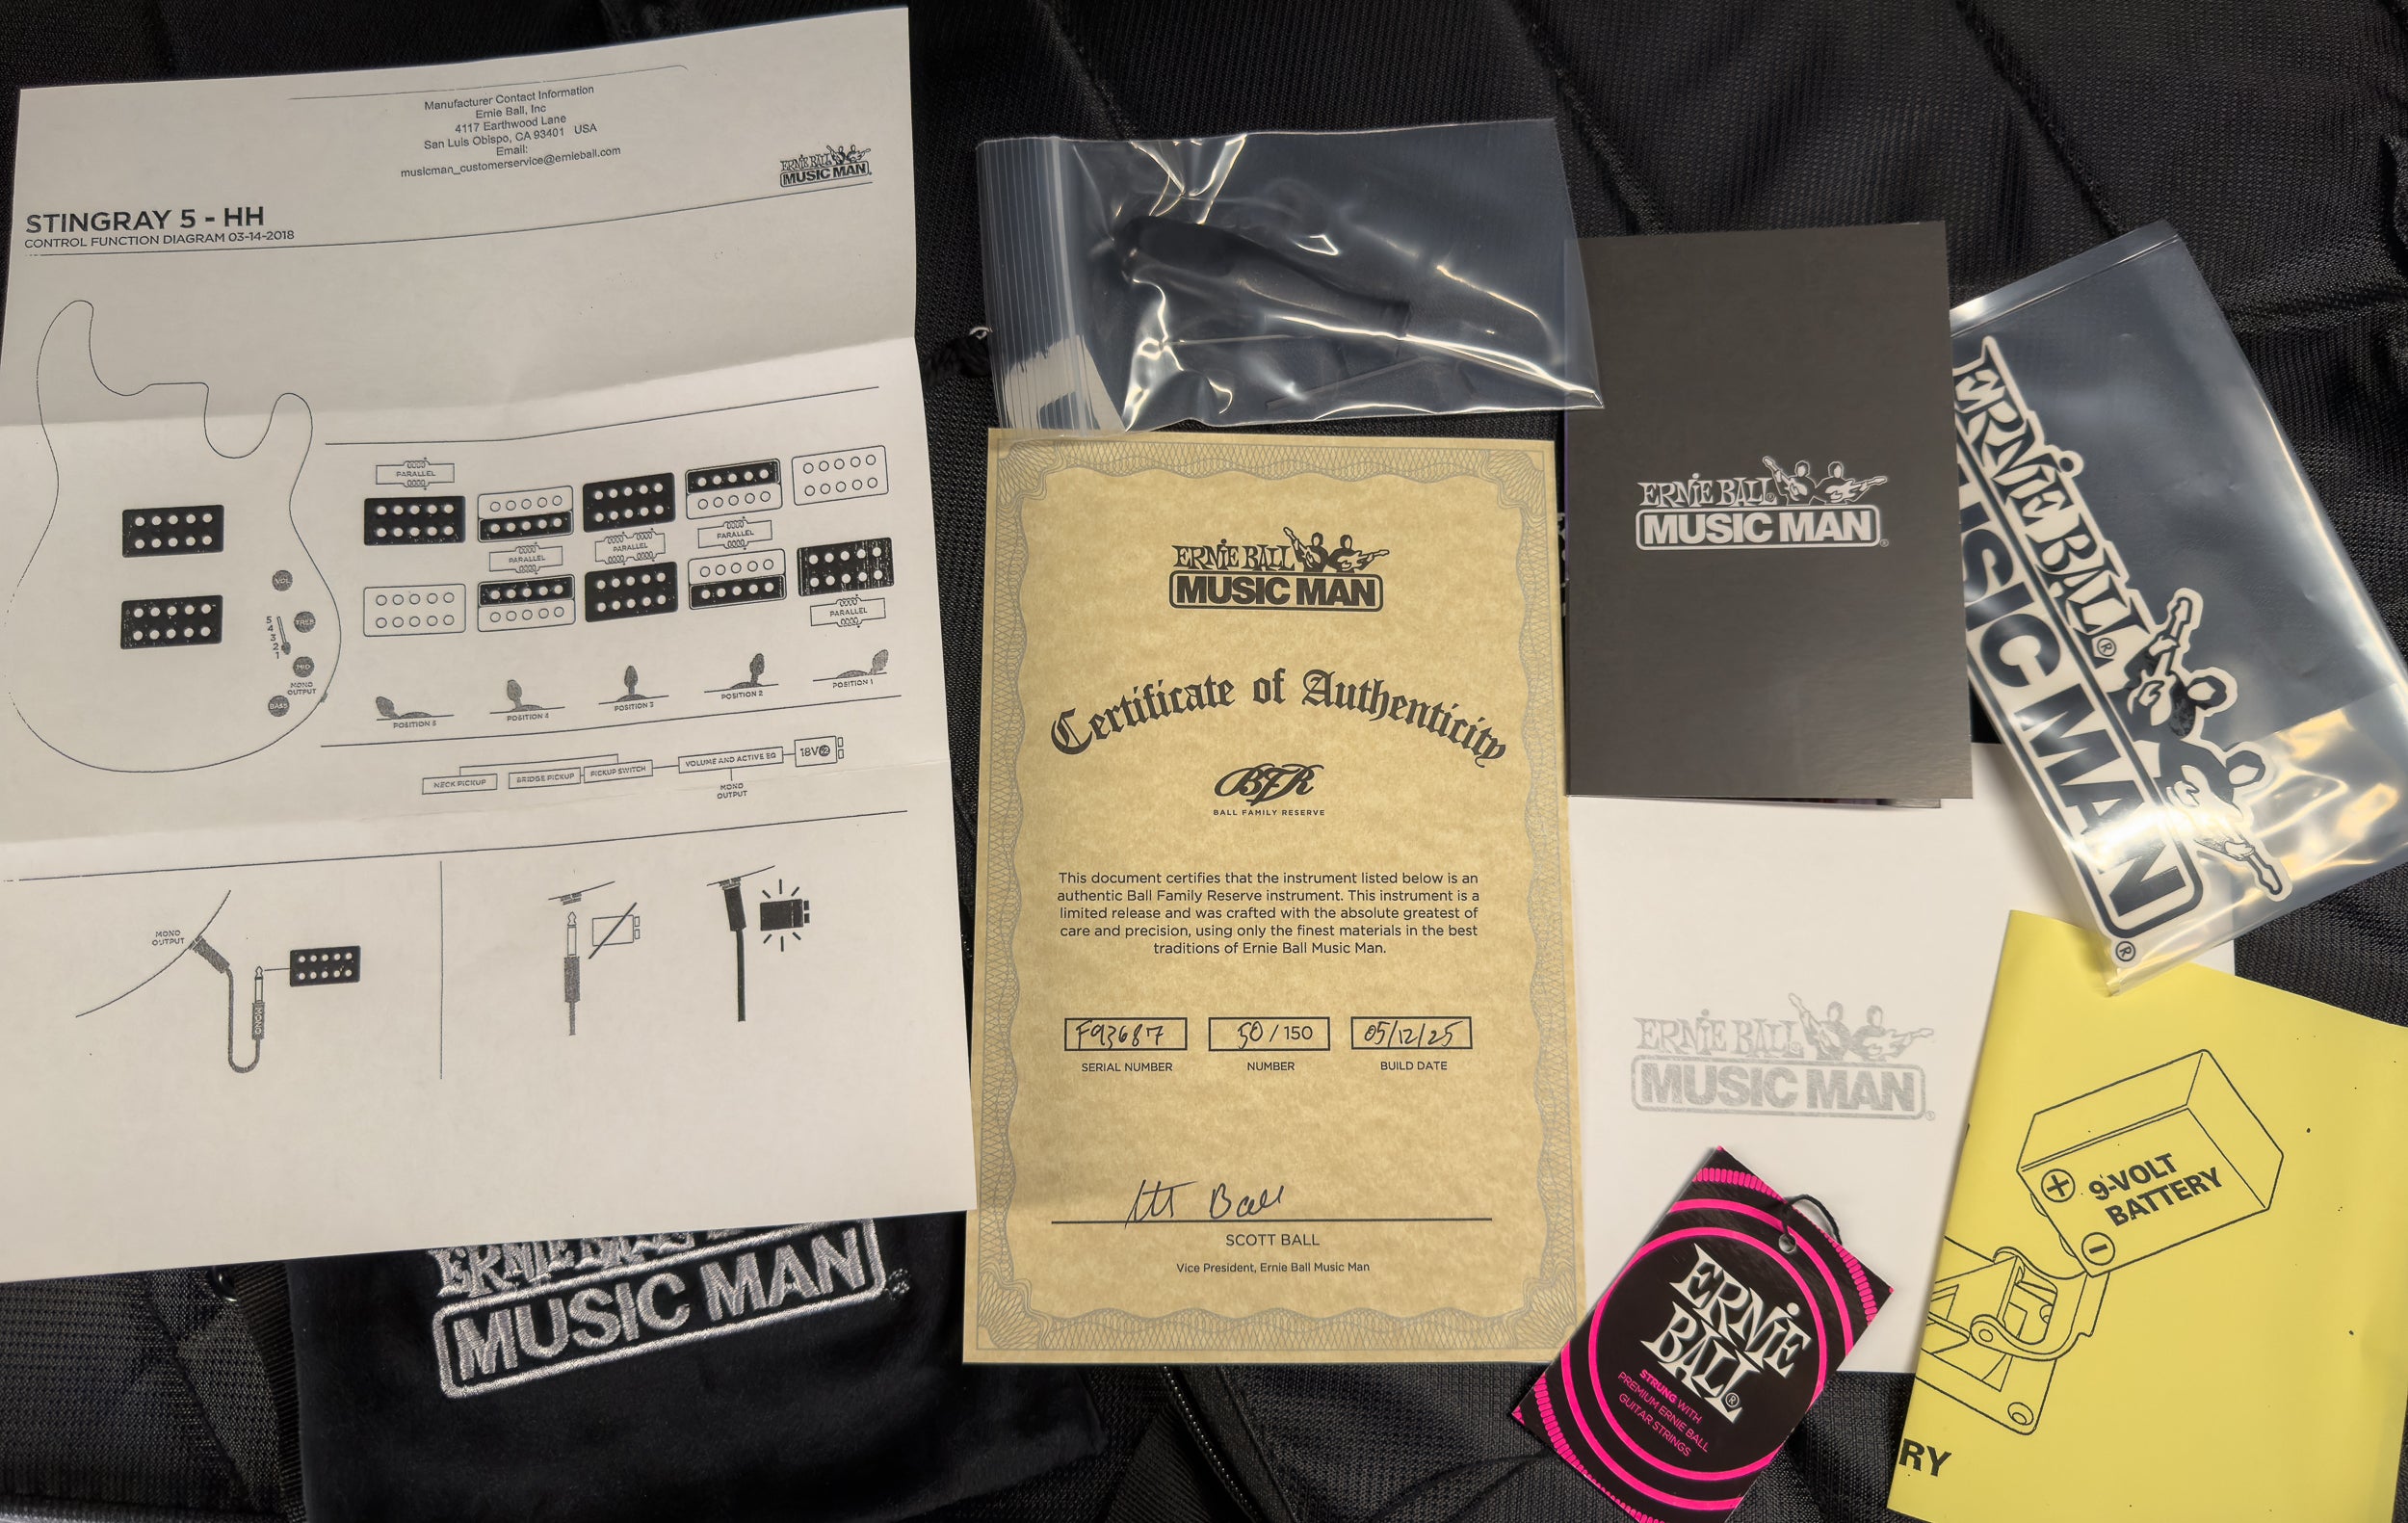 Manufacturer Contact Information
Ernie Ball, Inc
4117 Earthwood Lane
San Luis Obispo, CA 93401 USA
Email:
musicman_customerservice@ernieball.com
ERNIE BALL
MUSIC MAN
STINGRAY 5 - HH
CONTROL FUNCTION DIAGRAM 03-14-2018
PARALLEL
PARALLEL
PARALLEL
PARALLEL
PARALLEL
VOL
TREB
MID
BASS
5
4
3
2
1
MONO
OUTPUT
POSITION 5
POSITION 4
POSITION 3
POSITION 2
POSITION 1
NECK PICKUP
BRIDGE PICKUP
PICKUP SWITCH
VOLUME AND ACTIVE EQ
18V
MONO
OUTPUT
MONO
OUTPUT
MONO
ERNIE BALL
MUSIC MAN
ERNIE BALL
MUSIC MAN
Certificate of Authenticity
BFR
BALL FAMILY RESERVE
This document certifies that the instrument listed below is an
authentic Ball Family Reserve instrument. This instrument is a
limited release and was crafted with the absolute greatest of
care and precision, using only the finest materials in the best
traditions of Ernie Ball Music Man.
F93687 50 / 150 05/12/25
SERIAL NUMBER NUMBER BUILD DATE
Ball
SCOTT BALL
Vice President, Ernie Ball Music Man
ERNIE BALL
MUSIC MAN®
ERNIE BALL®
MUSIC MAN®
ERNIE BALL
MUSIC MAN®
ERNIE
BALL®
STRUNG WITH
PREMIUM ERNIE BALL
GUITAR STRINGS
+ 9-VOLT
BATTERY
−
RY